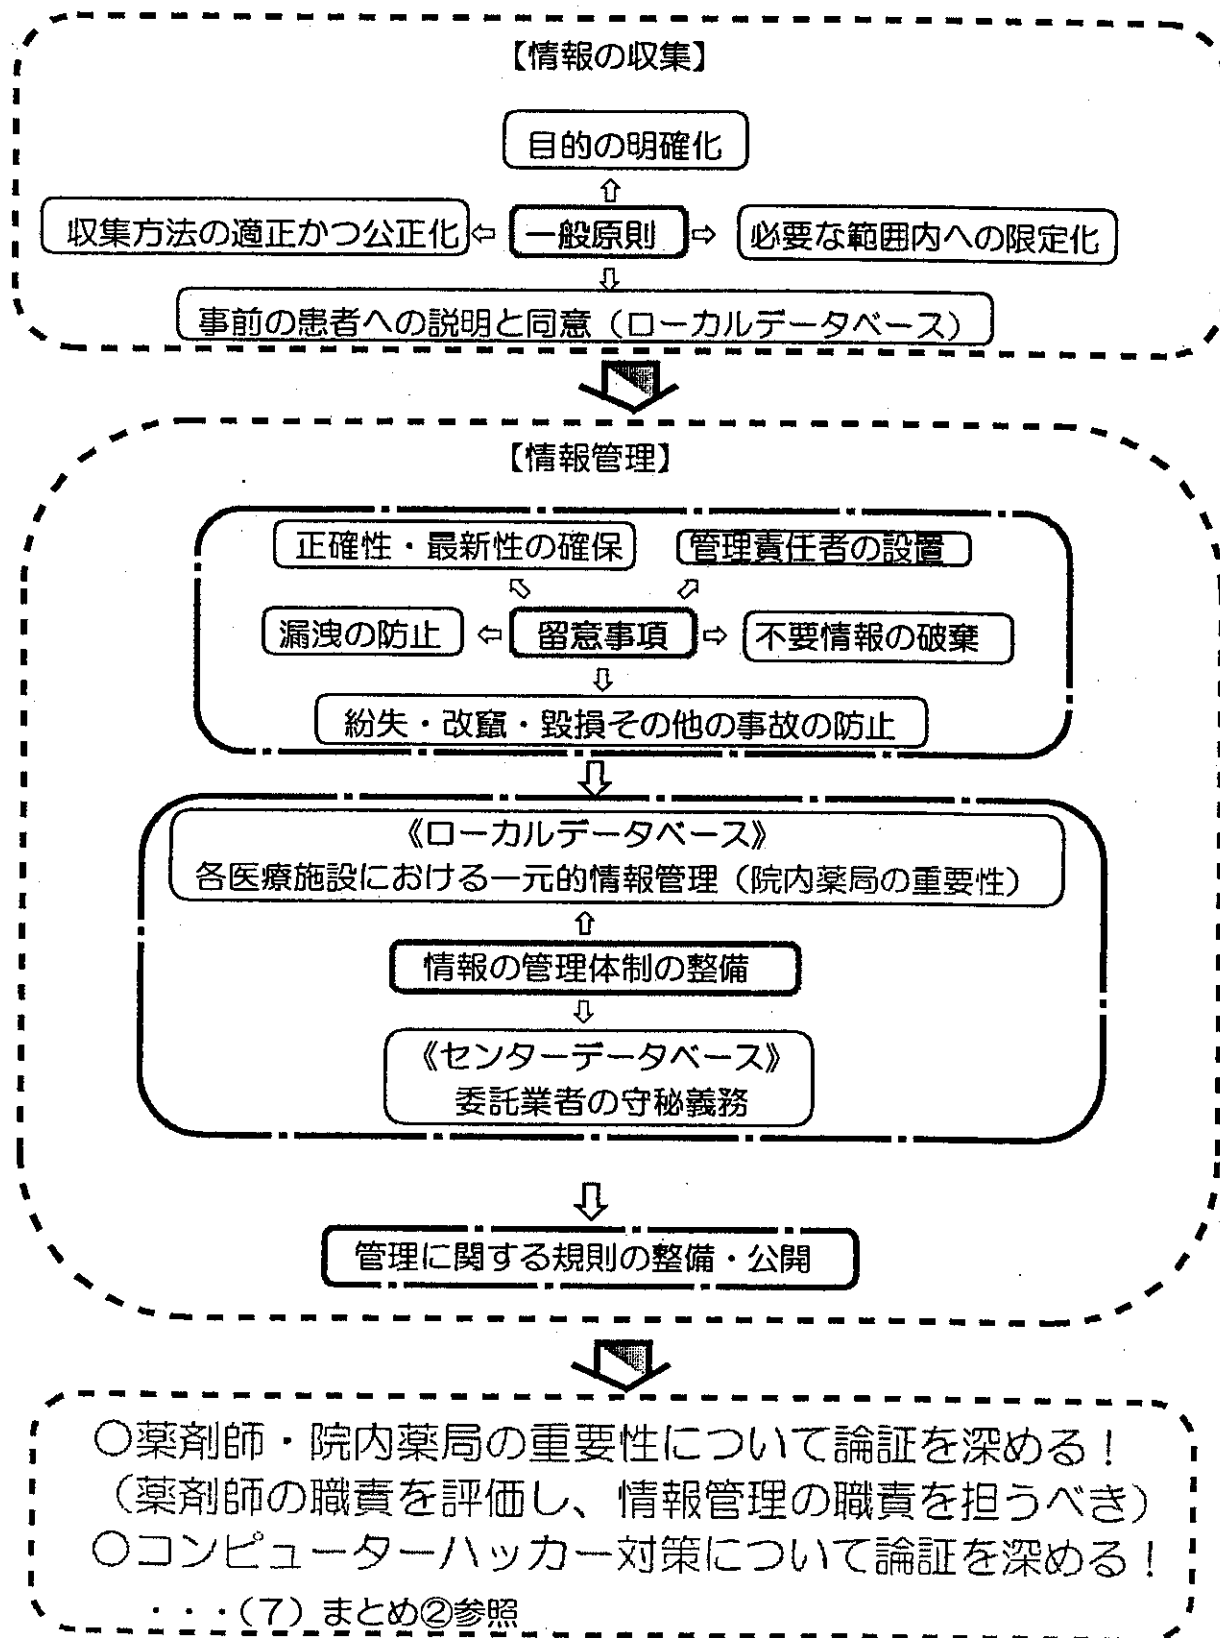 【情報の収集】
目的の明確化
収集方法の適正かつ公正化
一般原則
必要な範囲内への限定化
事前の患者への説明と同意（ローカルデータベース）
【情報管理】
正確性・最新性の確保
管理責任者の設置
漏洩の防止
留意事項
不要情報の破棄
紛失・改竄・毀損その他の事故の防止
《ローカルデータベース》
各医療施設における一元的情報管理（院内薬局の重要性）
情報の管理体制の整備
《センターデータベース》
委託業者の守秘義務
管理に関する規則の整備・公開
○薬剤師・院内薬局の重要性について論証を深める！
（薬剤師の職責を評価し、情報管理の職責を担うべき）
○コンピューターハッカー対策について論証を深める！
・・・（7）まとめ②参照